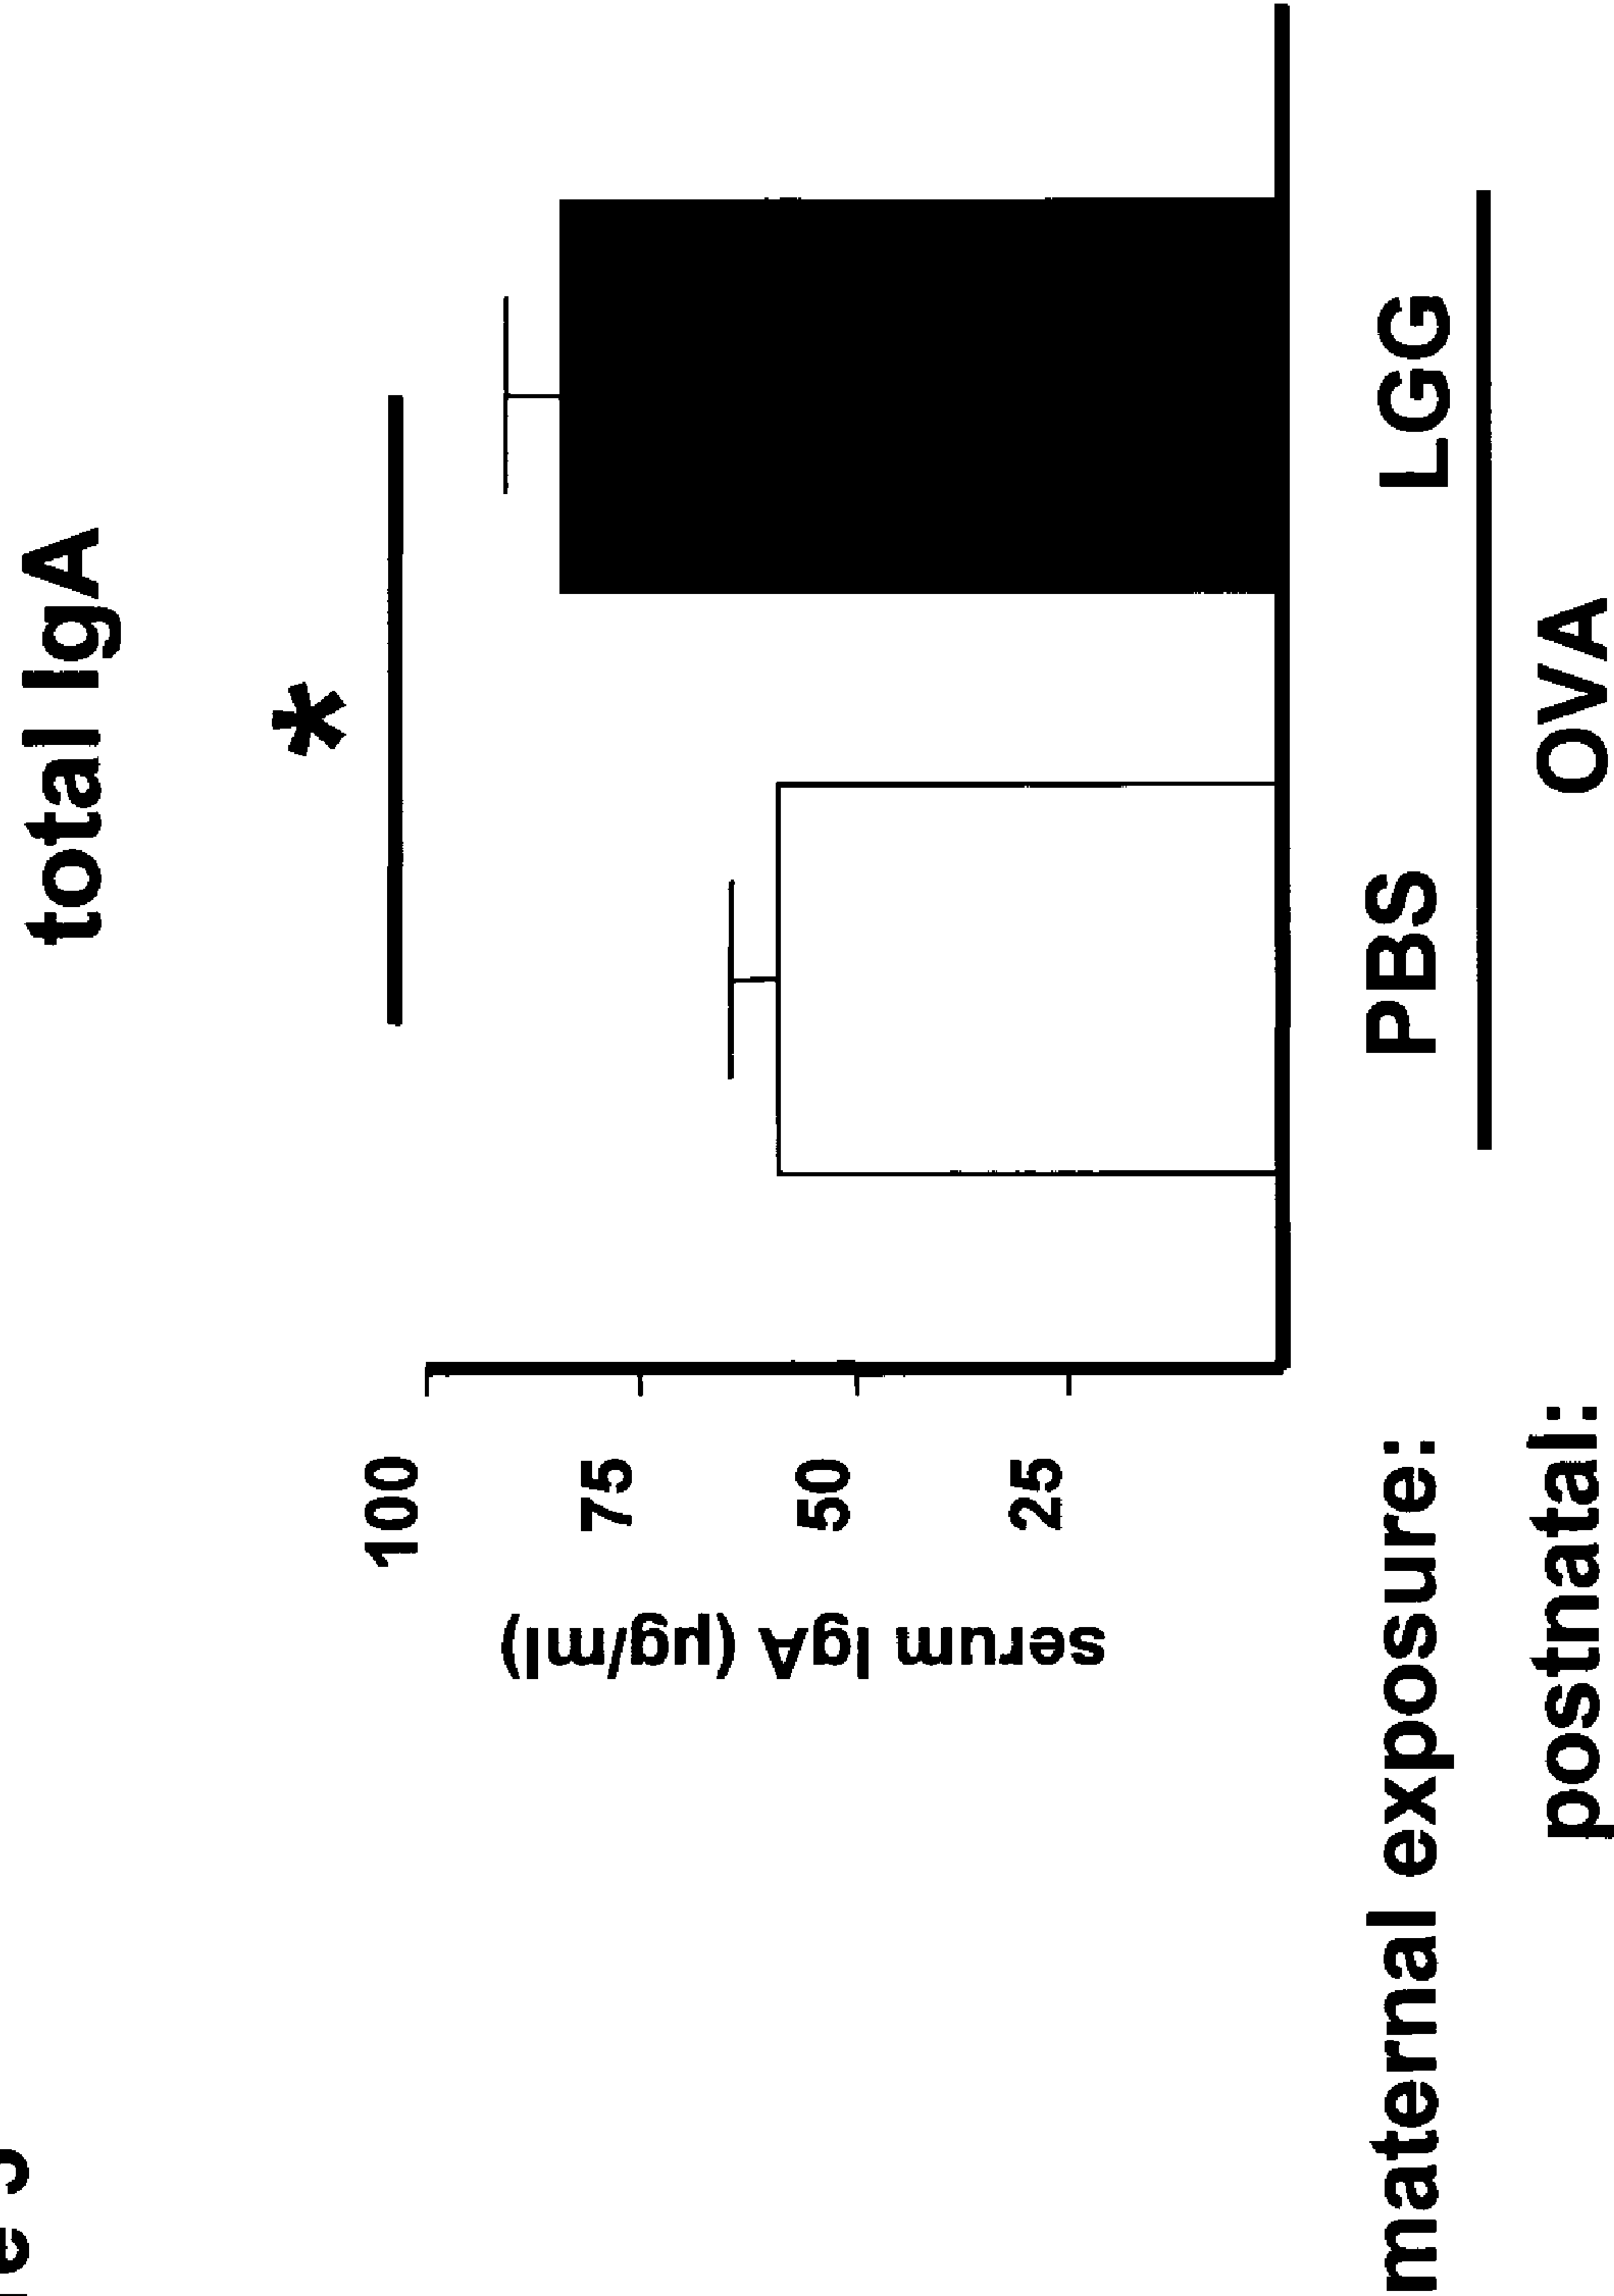 total IgA
*
100
75
50
25
serum IgA (µg/ml)
maternal exposure: PBS LGG
postnatal: OVA